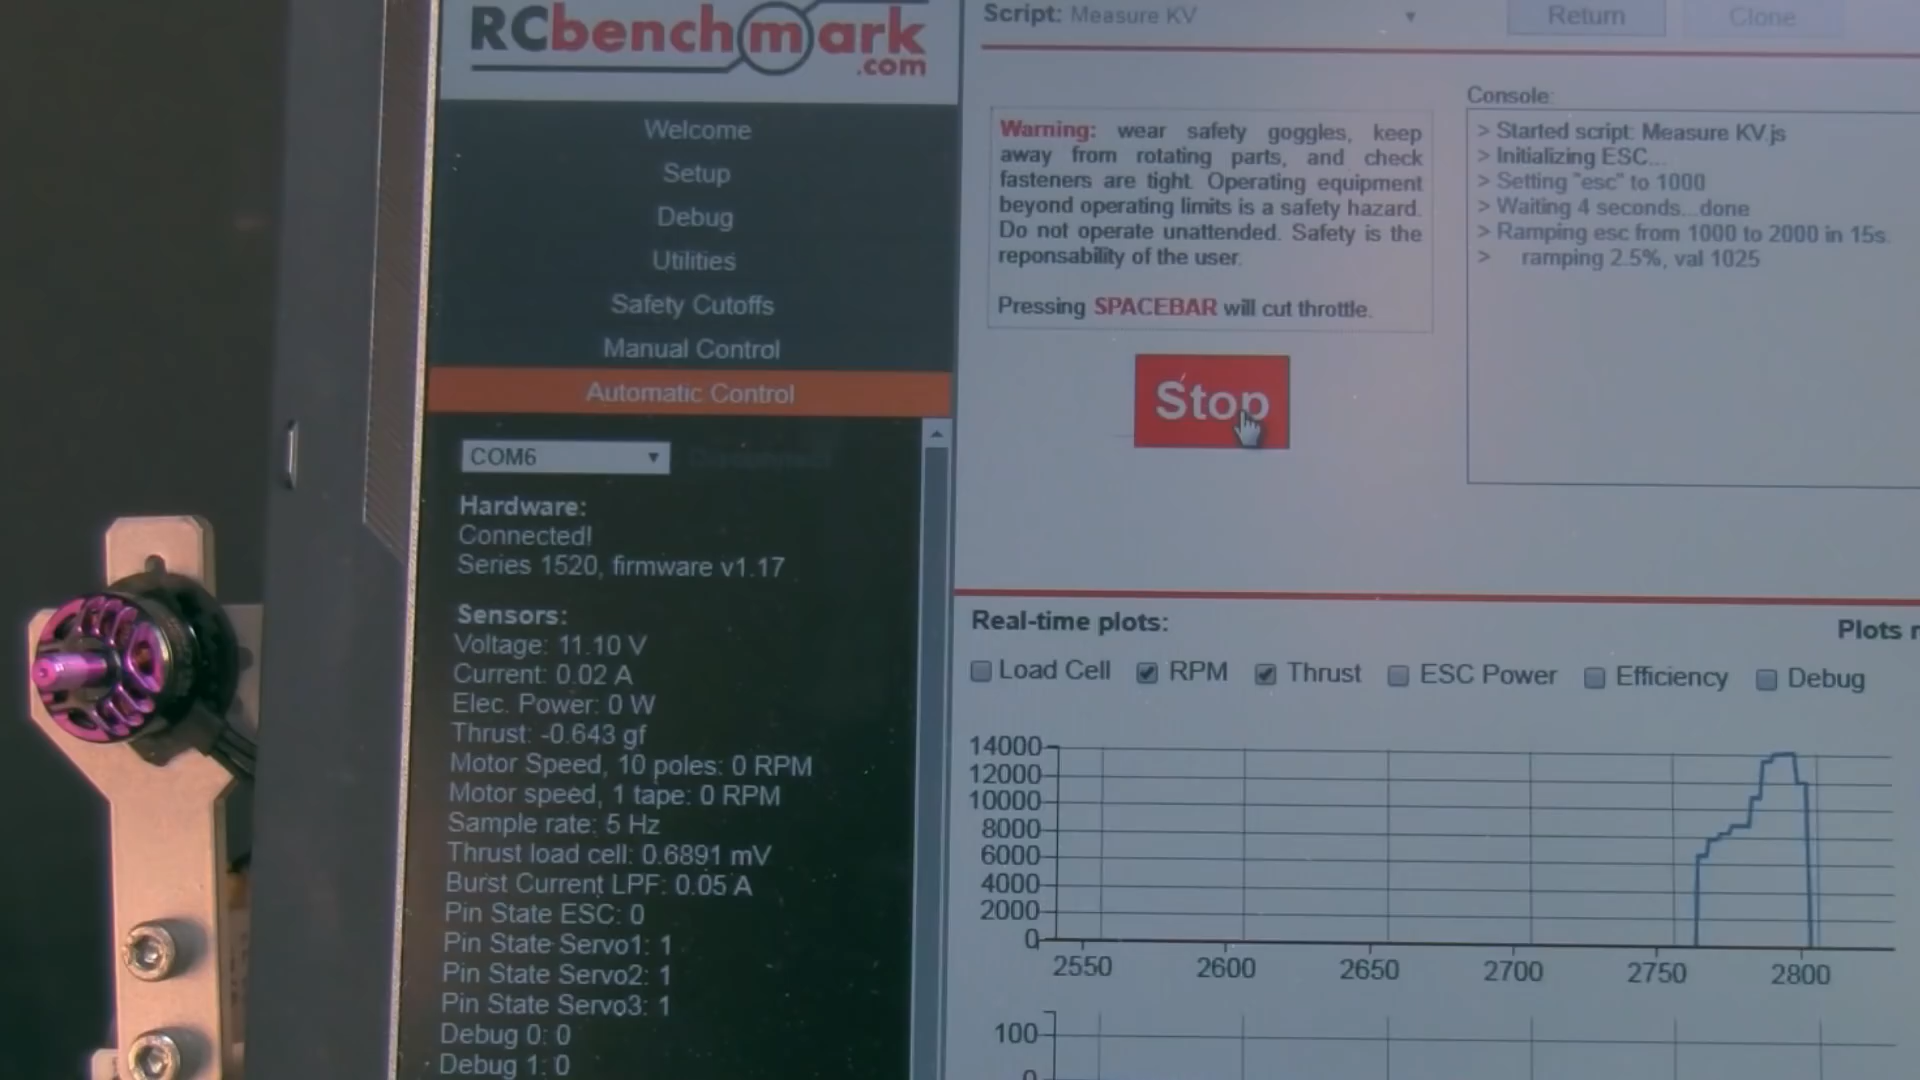 RCbenchmark
.com
Welcome
Setup
Debug
Utilities
Safety Cutoffs
Manual Control
Automatic Control
COM6
Hardware:
Connected!
Series 1520, firmware v1.17
Sensors:
Voltage: 11.10 V
Current: 0.02 A
Elec. Power: 0 W
Thrust: -0.643 gf
Motor Speed, 10 poles: 0 RPM
Motor speed, 1 tape: 0 RPM
Sample rate: 5 Hz
Thrust load cell: 0.6891 mV
Burst Current LPF: 0.05 A
Pin State ESC: 0
Pin State Servo1: 1
Pin State Servo2: 1
Pin State Servo3: 1
Debug 0: 0
Debug 1: 0
Script: Measure KV
Return
Clone
Warning: wear safety goggles, keep
away from rotating parts, and check
fasteners are tight. Operating equipment
beyond operating limits is a safety hazard.
Do not operate unattended. Safety is the
reponsability of the user.
Pressing SPACEBAR will cut throttle.
Stop
Console:
> Started script: Measure KV.js
> Initializing ESC...
> Setting "esc" to 1000
> Waiting 4 seconds...done
> Ramping esc from 1000 to 2000 in 15s.
> ramping 2.5%, val 1025
Real-time plots:
Plots
Load Cell RPM Thrust ESC Power Efficiency Debug
14000
12000
10000
8000
6000
4000
2000
0
2550 2600 2650 2700 2750 2800
100
0